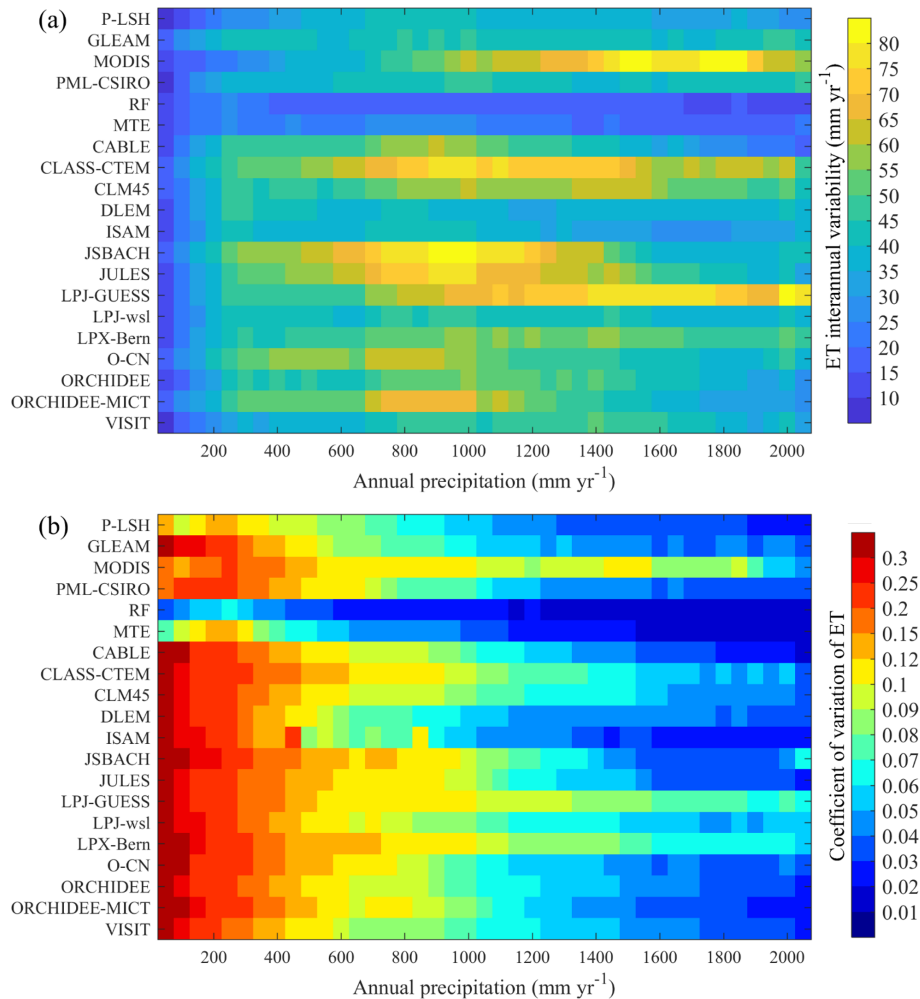 (a)
P-LSH
GLEAM
MODIS
PML-CSIRO
RF
MTE
CABLE
CLASS-CTEM
CLM45
DLEM
ISAM
JSBACH
JULES
LPJ-GUESS
LPJ-wsl
LPX-Bern
O-CN
ORCHIDEE
ORCHIDEE-MICT
VISIT
200 400 600 800 1000 1200 1400 1600 1800 2000
Annual precipitation (mm yr-1)
80
75
70
65
60
55
50
45
40
35
30
20
15
10
ET interannual variability (mm yr-1)
(b)
P-LSH
GLEAM
MODIS
PML-CSIRO
RF
MTE
CABLE
CLASS-CTEM
CLM45
DLEM
ISAM
JSBACH
JULES
LPJ-GUESS
LPJ-wsl
LPX-Bern
O-CN
ORCHIDEE
ORCHIDEE-MICT
VISIT
200 400 600 800 1000 1200 1400 1600 1800 2000
Annual precipitation (mm yr-1)
0.3
0.2
0.15
0.12
0.1
0.09
0.08
0.07
0.06
0.05
0.04
0.03
0.02
0.01
Coefficient of variation of ET